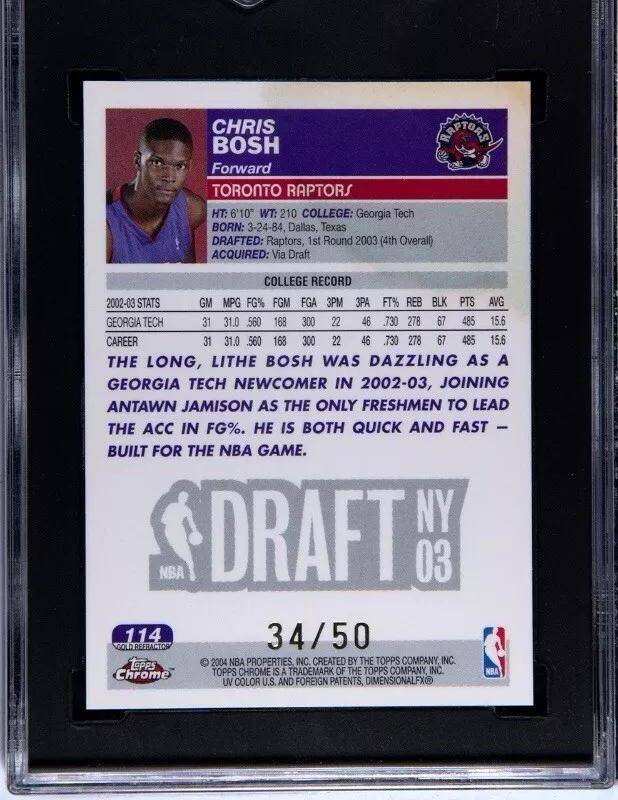 CHRIS
BOSH
RAPTORS
Forward
TORONTO RAPTORS
HT: 6'10" WT: 210 COLLEGE: Georgia Tech
BORN: 3-24-84, Dallas, Texas
DRAFTED: Raptors, 1st Round 2003 (4th Overall)
ACQUIRED: Via Draft
COLLEGE RECORD
2002-03 STATS GM MPG FG% FGM FGA 3PM 3PA FT% REB BLK PTS AVG
GEORGIA TECH 31 31.0 .560 168 300 22 46 .730 278 67 485 15.6
CAREER 31 31.0 .560 168 300 22 46 .730 278 67 485 15.6
THE LONG, LITHE BOSH WAS DAZZLING AS A
GEORGIA TECH NEWCOMER IN 2002-03, JOINING
ANTAWN JAMISON AS THE ONLY FRESHMEN TO LEAD
THE ACC IN FG%. HE IS BOTH QUICK AND FAST –
BUILT FOR THE NBA GAME.
NBA DRAFT NY
03
114
GOLD REFRACTOR
34/50
Topps
Chrome™
© 2004 NBA PROPERTIES, INC. CREATED BY THE TOPPS COMPANY, INC.
TOPPS CHROME IS A TRADEMARK OF THE TOPPS COMPANY, INC.
UV COLOR U.S. AND FOREIGN PATENTS, DIMENSIONALFX®
NBA